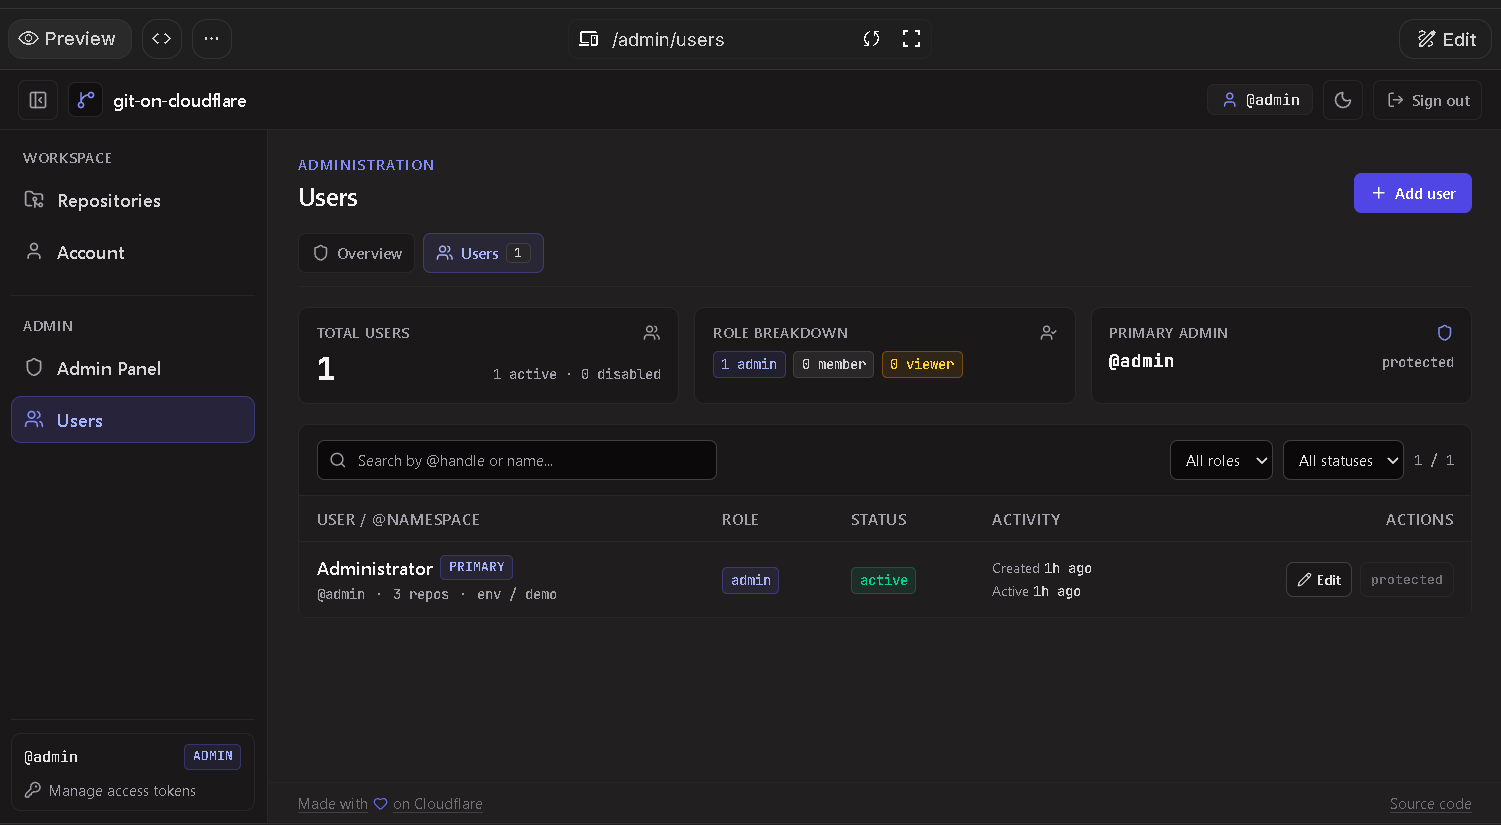 Preview
/admin/users
Edit
git-on-cloudflare
@admin
Sign out
WORKSPACE
Repositories
Account
ADMIN
Admin Panel
Users
@admin
ADMIN
Manage access tokens
ADMINISTRATION
Users
Add user
Overview
Users 1
TOTAL USERS
1
1 active · 0 disabled
ROLE BREAKDOWN
1 admin 0 member 0 viewer
PRIMARY ADMIN
@admin
protected
Search by @handle or name...
All roles
All statuses
1 / 1
USER / @NAMESPACE ROLE STATUS ACTIVITY ACTIONS
Administrator PRIMARY
@admin · 3 repos · env / demo
admin
active
Created 1h ago
Active 1h ago
Edit
protected
Made with on Cloudflare
Source code